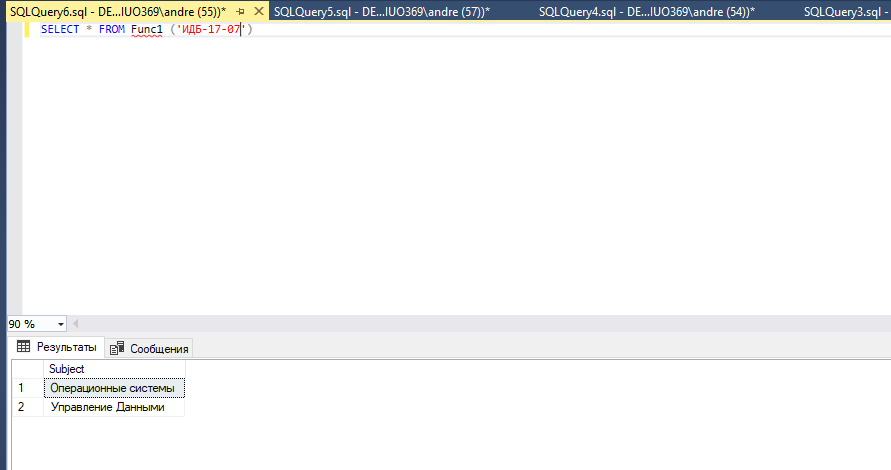 SQLQuery6.sql - DE...IUO369\andre (55))* SQLQuery5.sql - DE...IUO369\andre (57))* SQLQuery4.sql - DE...IUO369\andre (54))* SQLQuery3.sql -
SELECT * FROM Func1 ('ИДБ-17-07')
90 %
Результаты Сообщения
Subject
1 Операционные системы
2 Управление Данными